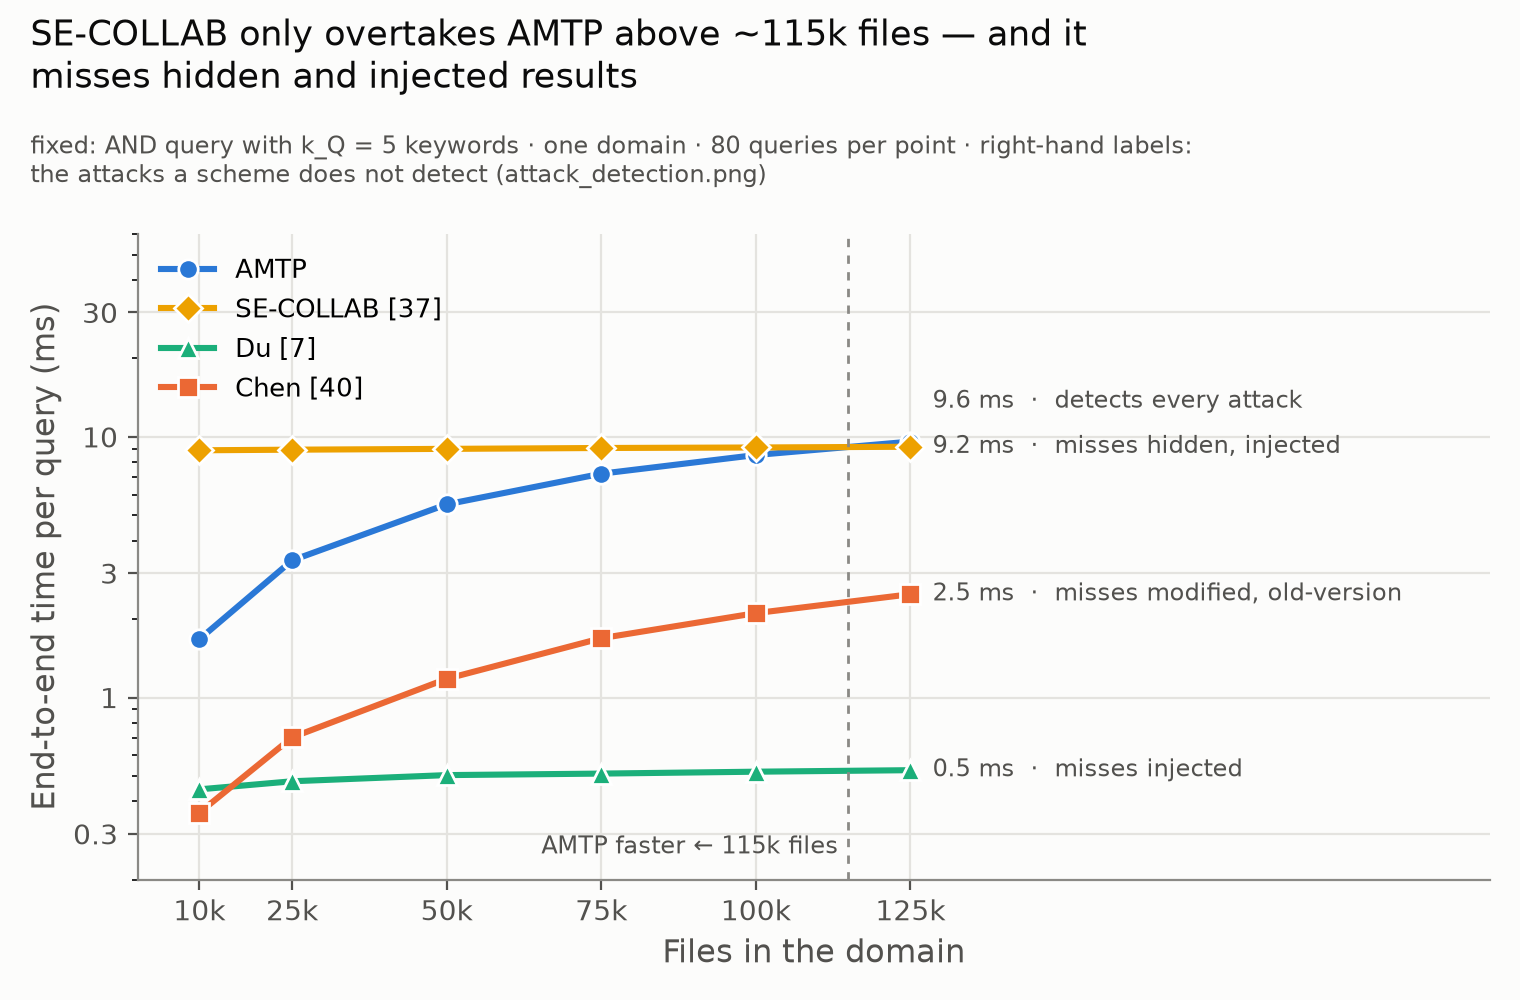 SE-COLLAB only overtakes AMTP above ~115k files — and it
misses hidden and injected results
fixed: AND query with k_Q = 5 keywords · one domain · 80 queries per point · right-hand labels:
the attacks a scheme does not detect (attack_detection.png)
AMTP
SE-COLLAB [37]
Du [7]
Chen [40]
End-to-end time per query (ms)
30
10
3
1
0.3
9.6 ms · detects every attack
9.2 ms · misses hidden, injected
2.5 ms · misses modified, old-version
0.5 ms · misses injected
AMTP faster ← 115k files
10k 25k 50k 75k 100k 125k
Files in the domain